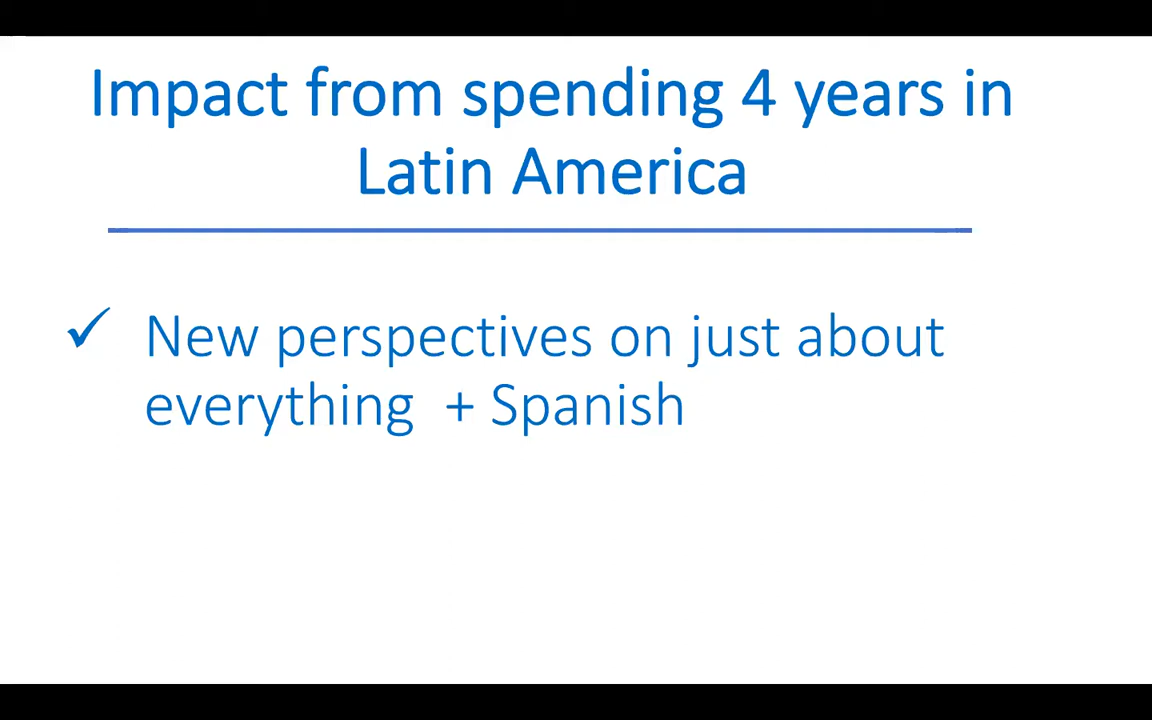 Impact from spending 4 years in
Latin America
✓ New perspectives on just about
everything + Spanish